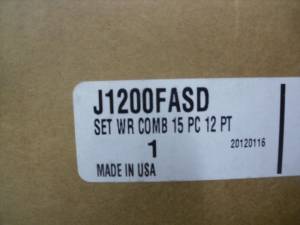 J1200FASD
SET WR COMB 15 PC 12 PT
1 20120116
MADE IN USA